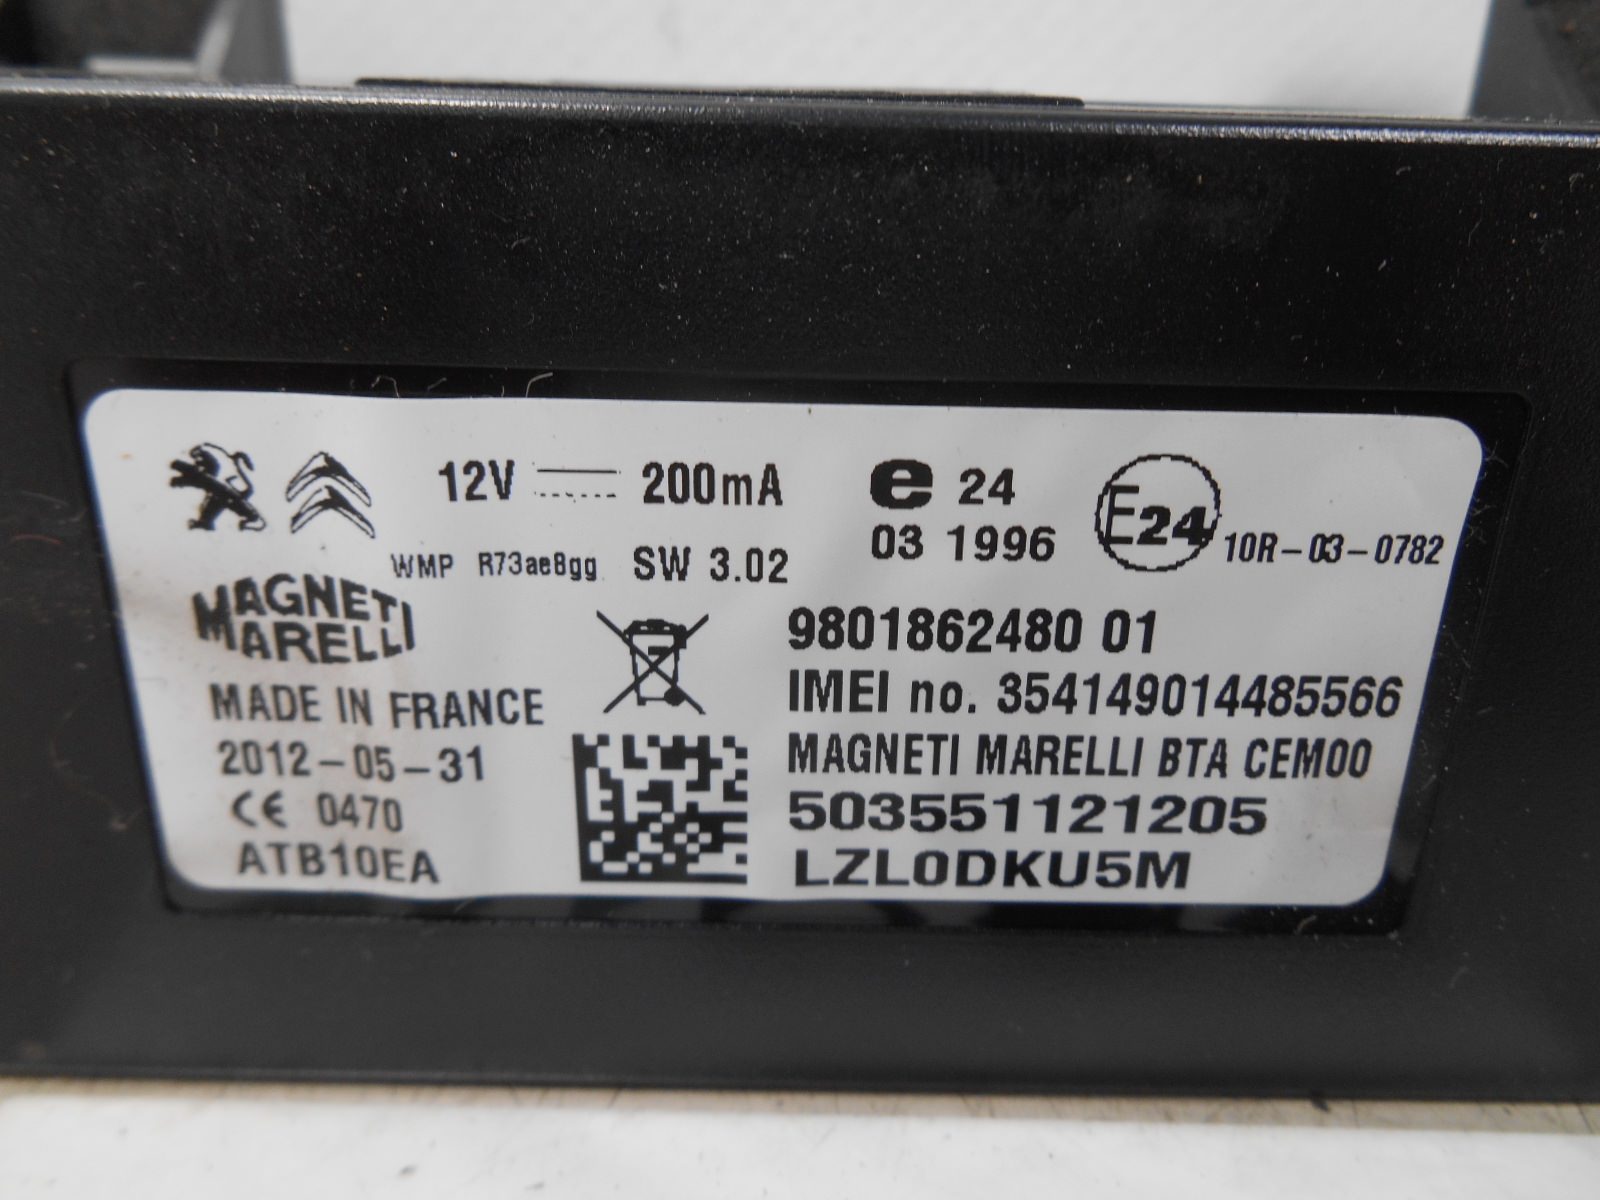 12V 200mA e 24
03 1996 E24 10R-03-0782
WMP R73ae8gg SW 3.02
MAGNETI
MARELLI
MADE IN FRANCE
2012-05-31
CE 0470
ATB10EA
9801862480 01
IMEI no. 354149014485566
MAGNETI MARELLI BTA CEM00
503551121205
LZL0DKU5M